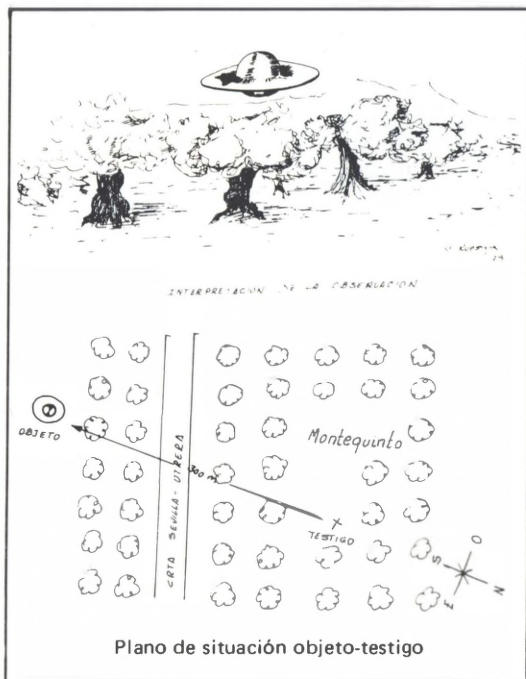 INTERPRETACION DE LA OBSERVACION
OBJETO
CRTA SEVILLA-UTRERA
300 m
Montequinto
TESTIGO
O
S
N
E
Plano de situación objeto-testigo